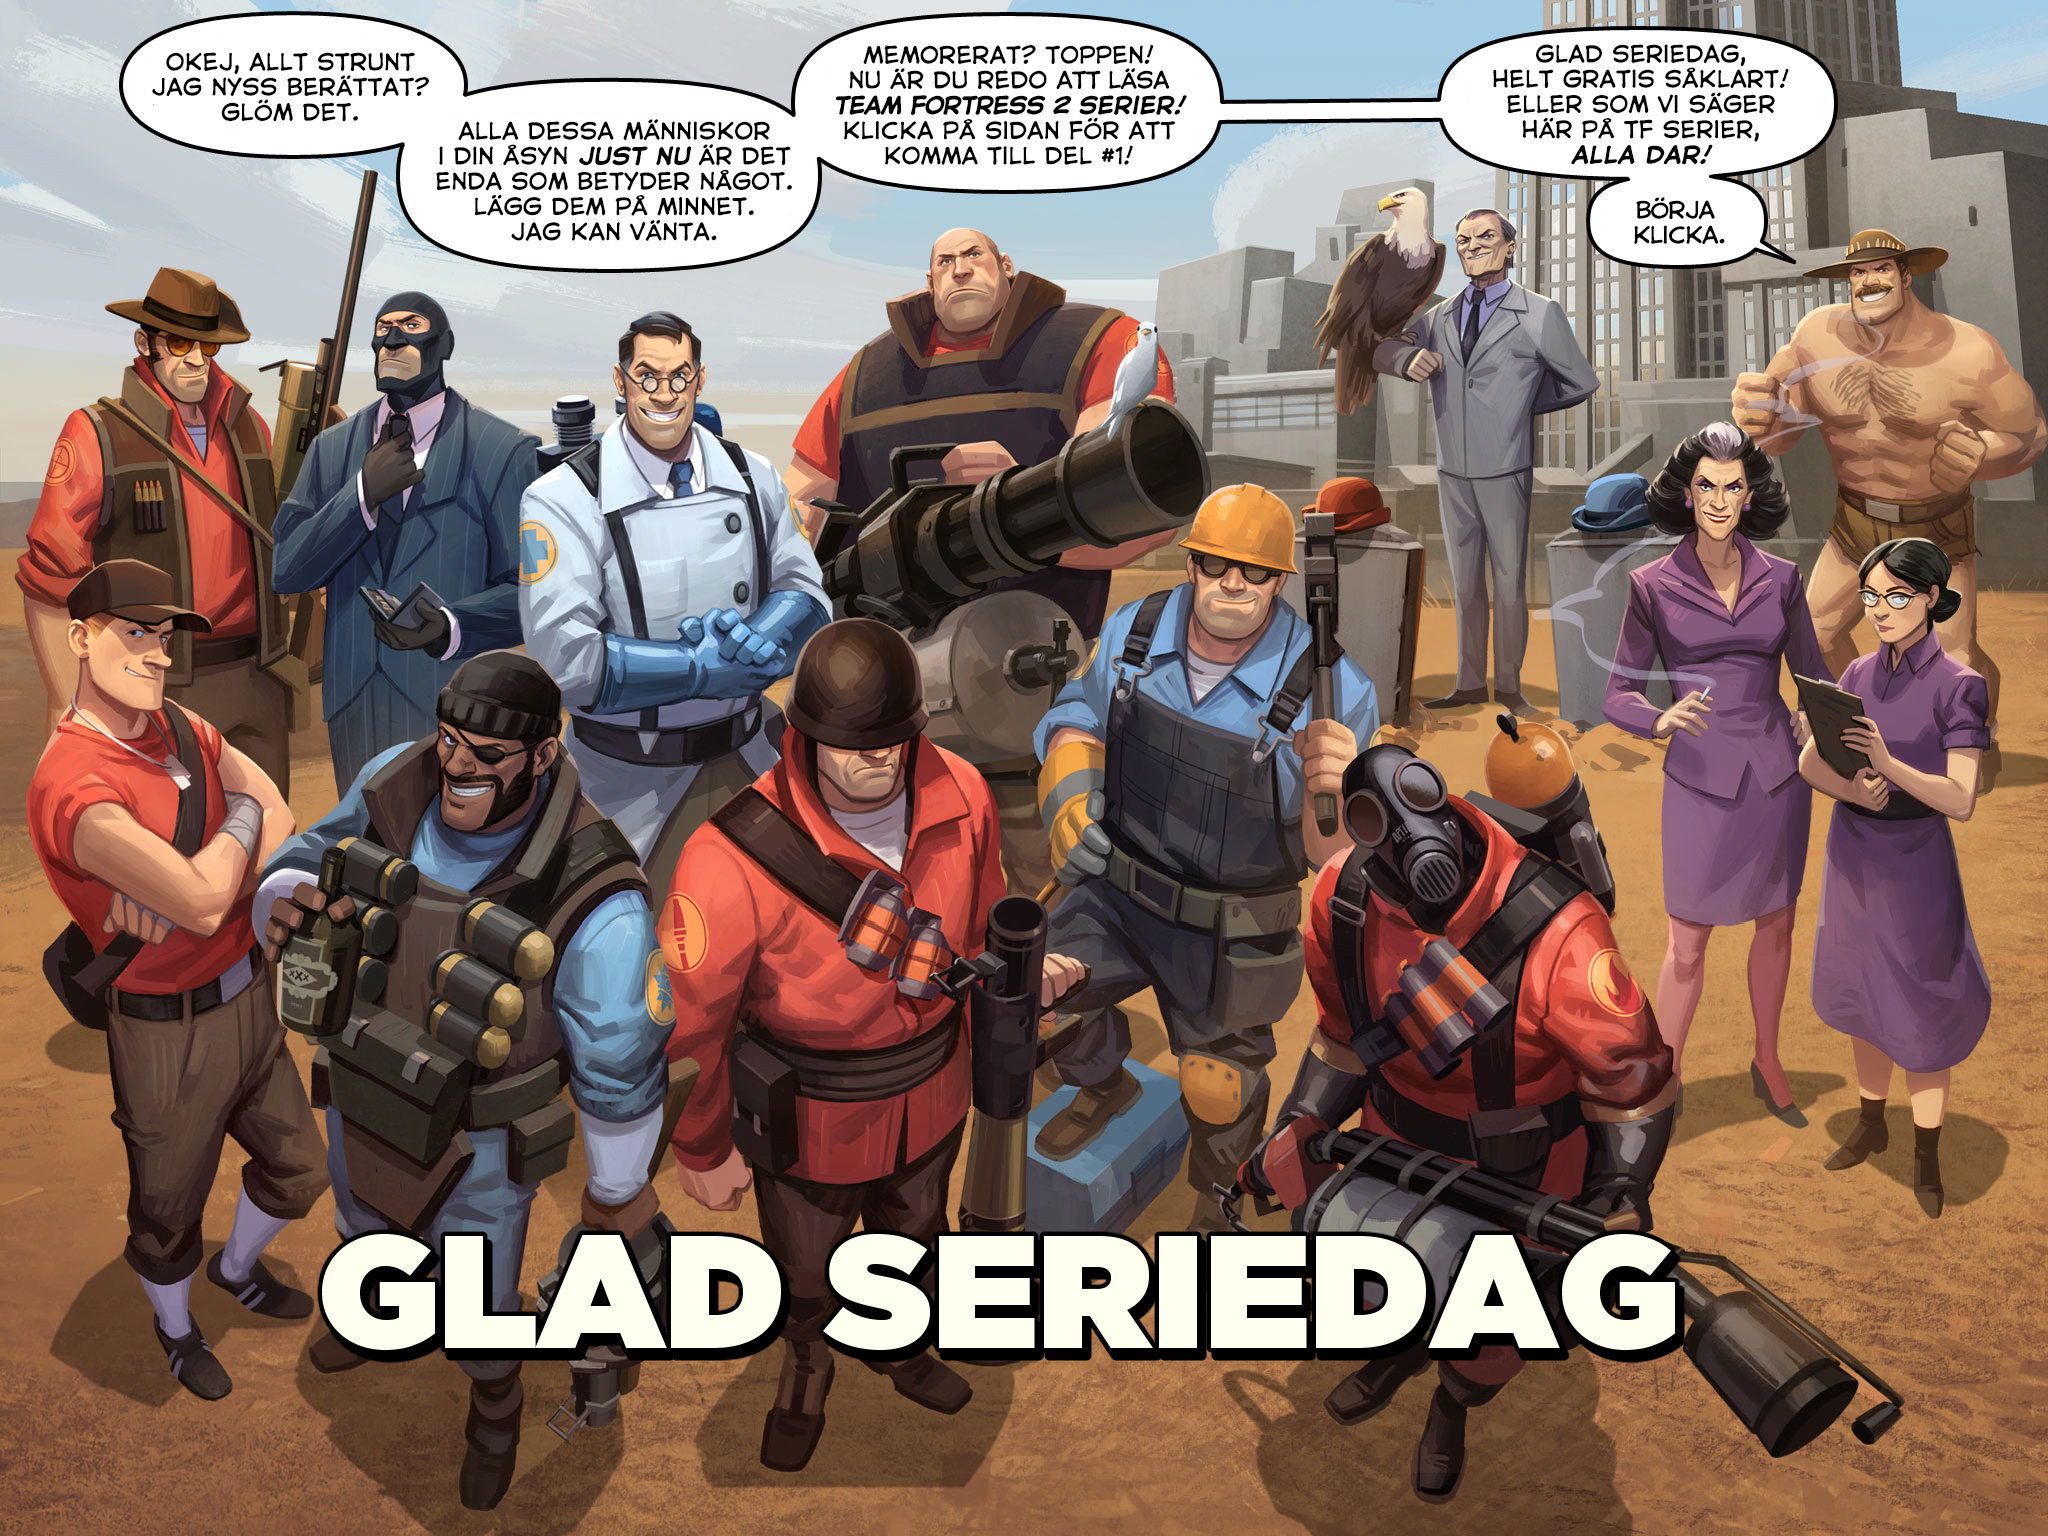 OKEJ, ALLT STRUNT
JAG NYSS BERÄTTAT?
GLÖM DET.
ALLA DESSA MÄNNISKOR
I DIN ÅSYN JUST NU ÄR DET
ENDA SOM BETYDER NÅGOT.
LÄGG DEM PÅ MINNET.
JAG KAN VÄNTA.
MEMORERAT? TOPPEN!
NU ÄR DU REDO ATT LÄSA
TEAM FORTRESS 2 SERIER!
KLICKA PÅ SIDAN FÖR ATT
KOMMA TILL DEL #1!
GLAD SERIEDAG,
HELT GRATIS SÅKLART!
ELLER SOM VI SÄGER
HÄR PÅ TF SERIER,
ALLA DAR!
BÖRJA
KLICKA.
XXX
GLAD SERIEDAG